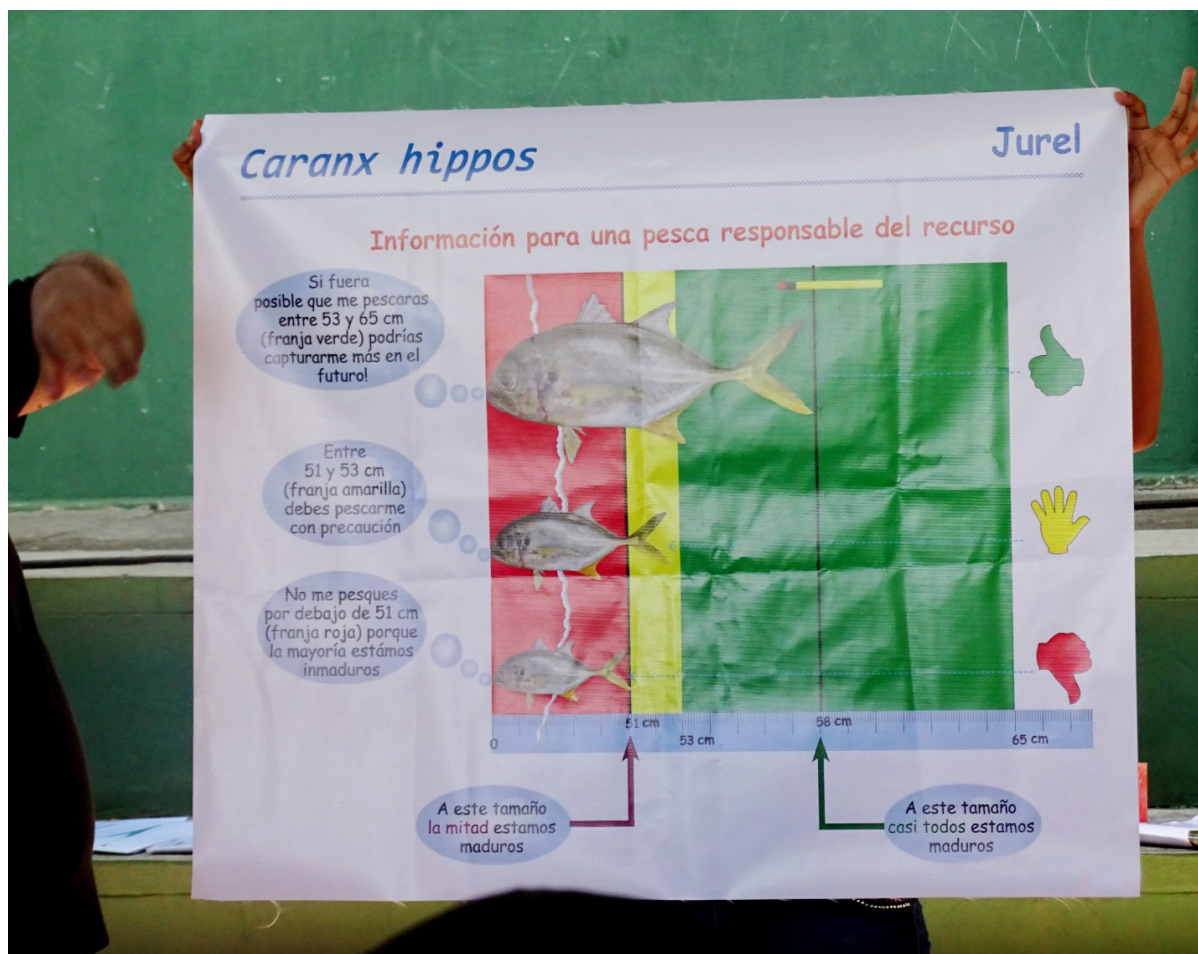 Caranx hippos
Jurel
Información para una pesca responsable del recurso
Si fuera
posible que me pescaras
entre 53 y 65 cm
(franja verde) podrías
capturarme más en el
futuro!
Entre
51 y 53 cm
(franja amarilla)
debes pescarme
con precaución
No me pesques
por debajo de 51 cm
(franja roja) porque
la mayoría estámos
inmaduros
0
51 cm
53 cm
58 cm
65 cm
A este tamaño
la mitad estamos
maduros
A este tamaño
casi todos estamos
maduros